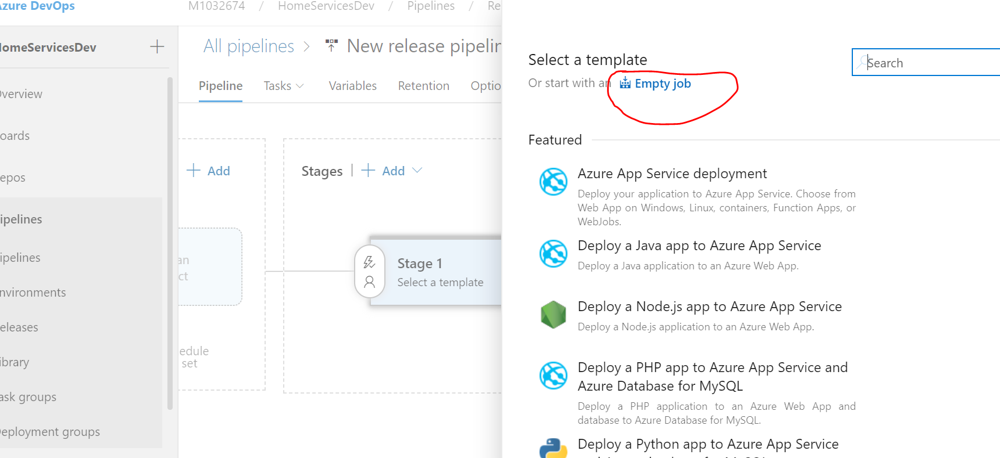 Azure DevOps
M1032674 / HomeServicesDev / Pipelines / Re
HomeServicesDev
All pipelines > New release pipelin
Pipeline Tasks Variables Retention Optio
Overview
oards
epos
ipelines
ipelines
nvironments
eleases
ibrary
ask groups
Deployment groups
+ Add
an
ct
edule
set
Stages | + Add
Stage 1
Select a template
Select a template
Or start with an Empty job
Search
Featured
Azure App Service deployment
Deploy your application to Azure App Service. Choose from
Web App on Windows, Linux, containers, Function Apps, or
WebJobs.
Deploy a Java app to Azure App Service
Deploy a Java application to an Azure Web App.
Deploy a Node.js app to Azure App Service
Deploy a Node.js application to an Azure Web App.
Deploy a PHP app to Azure App Service and
Azure Database for MySQL
Deploy a PHP application to an Azure Web App and
database to Azure Database for MySQL.
Deploy a Python app to Azure App Service